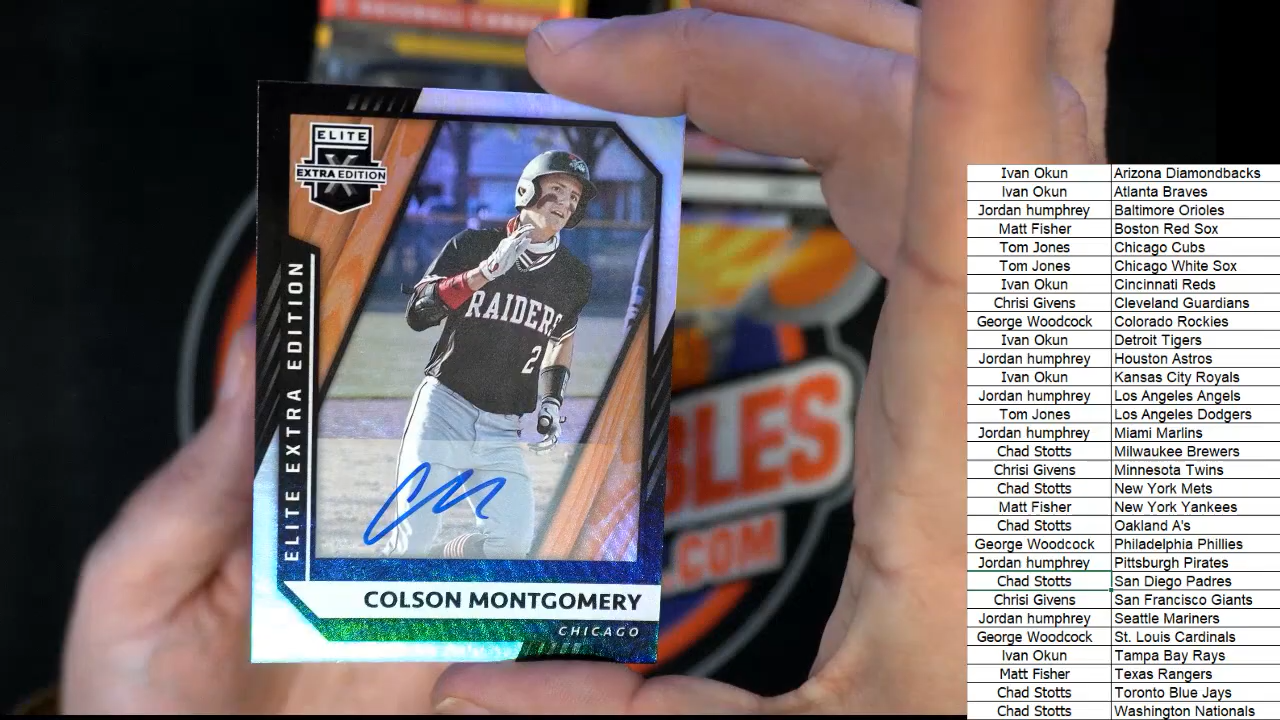 BASEBALL CARDS
ELITE
X
EXTRA EDITION
ELITE EXTRA EDITION
RAIDERS
2
COLSON MONTGOMERY
CHICAGO
.COM
Ivan Okun Arizona Diamondbacks
Ivan Okun Atlanta Braves
Jordan humphrey Baltimore Orioles
Matt Fisher Boston Red Sox
Tom Jones Chicago Cubs
Tom Jones Chicago White Sox
Ivan Okun Cincinnati Reds
Chrisi Givens Cleveland Guardians
George Woodcock Colorado Rockies
Ivan Okun Detroit Tigers
Jordan humphrey Houston Astros
Ivan Okun Kansas City Royals
Jordan humphrey Los Angeles Angels
Tom Jones Los Angeles Dodgers
Jordan humphrey Miami Marlins
Chad Stotts Milwaukee Brewers
Chrisi Givens Minnesota Twins
Chad Stotts New York Mets
Matt Fisher New York Yankees
Chad Stotts Oakland A's
George Woodcock Philadelphia Phillies
Jordan humphrey Pittsburgh Pirates
Chad Stotts San Diego Padres
Chrisi Givens San Francisco Giants
Jordan humphrey Seattle Mariners
George Woodcock St. Louis Cardinals
Ivan Okun Tampa Bay Rays
Matt Fisher Texas Rangers
Chad Stotts Toronto Blue Jays
Chad Stotts Washington Nationals